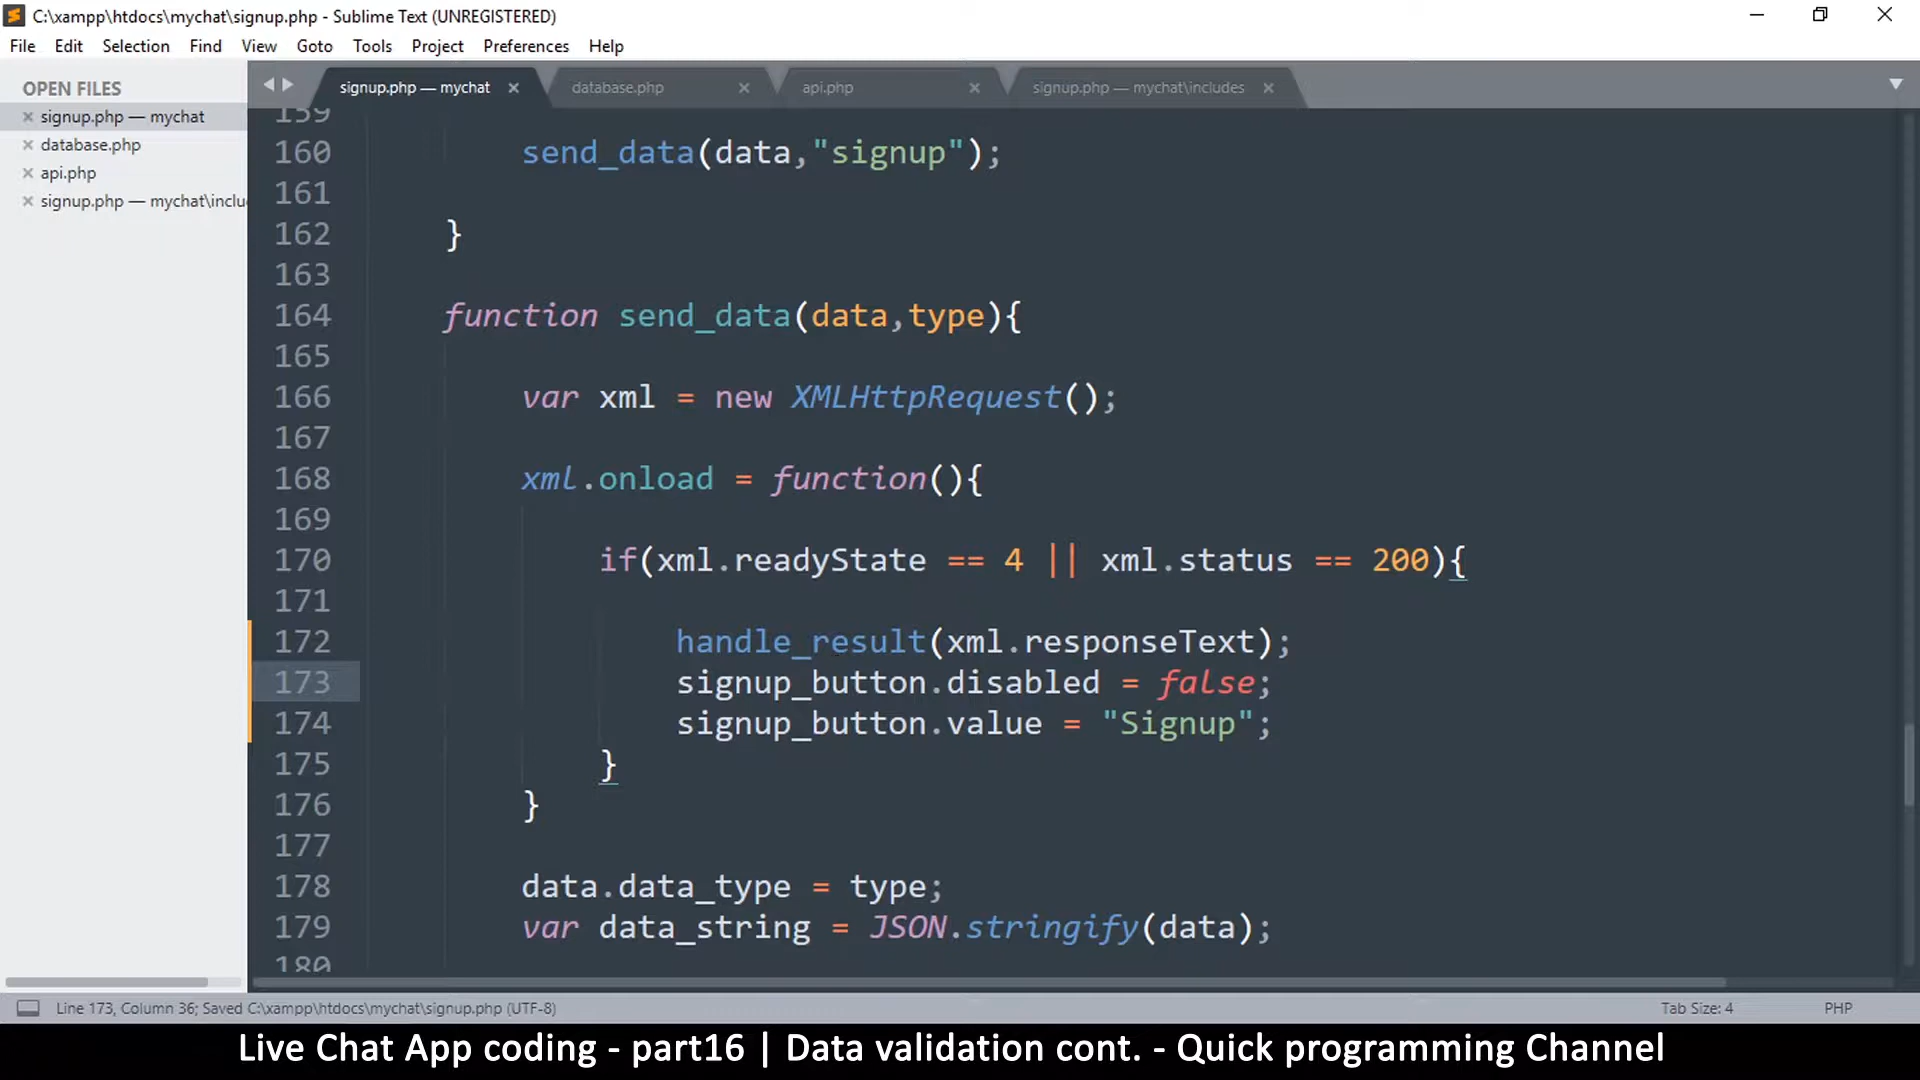 C:\xampp\htdocs\mychat\signup.php - Sublime Text (UNREGISTERED)
File Edit Selection Find View Goto Tools Project Preferences Help
OPEN FILES
signup.php — mychat
database.php
api.php
signup.php — mychat\inclu
signup.php — mychat database.php api.php signup.php — mychat\includes
159
160 send_data(data,"signup");
161
162 }
163
164 function send_data(data,type){
165
166 var xml = new XMLHttpRequest();
167
168 xml.onload = function(){
169
170 if(xml.readyState == 4 || xml.status == 200){
171
172 handle_result(xml.responseText);
173 signup_button.disabled = false;
174 signup_button.value = "Signup";
175 }
176 }
177
178 data.data_type = type;
179 var data_string = JSON.stringify(data);
180
Line 173, Column 36; Saved C:\xampp\htdocs\mychat\signup.php (UTF-8) Tab Size: 4 PHP
Live Chat App coding - part16 | Data validation cont. - Quick programming Channel